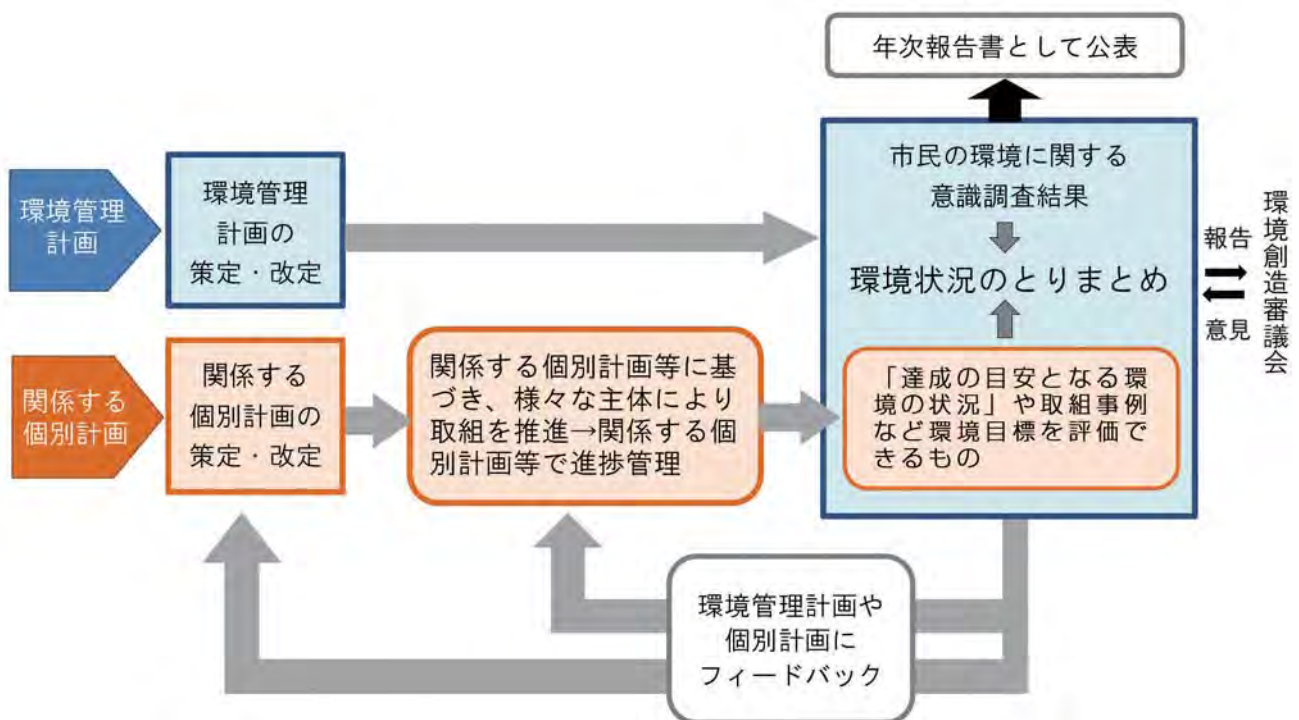 年次報告書として公表
環境管理
計画
環境管理
計画の
策定・改定
市民の環境に関する
意識調査結果
環境状況のとりまとめ
報告
意見
環境創造審議会
関係する
個別計画
関係する
個別計画の
策定・改定
関係する個別計画等に基
づき、様々な主体により
取組を推進→関係する個
別計画等で進捗管理
「達成の目安となる環
境の状況」や取組事例
など環境目標を評価で
きるもの
環境管理計画や
個別計画に
フィードバック